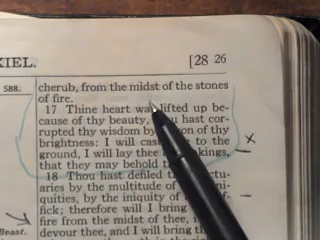 KIEL. [28 26
588.
cherub, from the midst of the stones
of fire.
17 Thine heart was lifted up be-
cause of thy beauty, hast cor-
rupted thy wisdom by of thy
brightness: I will to the
ground, I will lay thee
that they may behold
18 Thou hast defiled
aries by the multitude of
quities, by the iniquity of
fick; therefore will I bring
fire from the midst of thee,
devour thee, and I will bring
Beast.